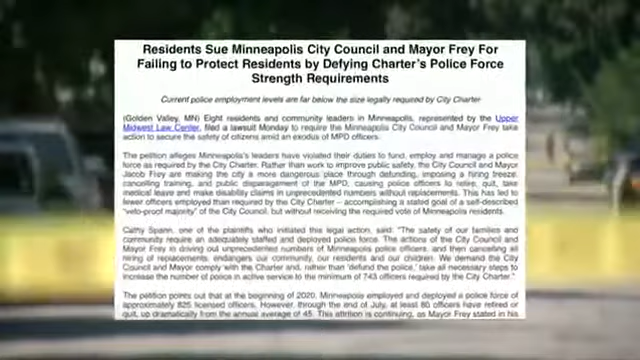 Residents Sue Minneapolis City Council and Mayor Frey For
Failing to Protect Residents by Defying Charter's Police Force
Strength Requirements
Current police employment levels are far below the size legally required by City Charter
(Golden Valley, MN) Eight residents and community leaders in Minneapolis, represented by the Upper
Midwest Law Center, filed a lawsuit Monday to require the Minneapolis City Council and Mayor Frey take
action to secure the safety of citizens amid an exodus of MPD officers.
The petition alleges Minneapolis's leaders have violated their duties to fund, employ and manage a police
force as required by the City Charter. Rather than work to improve public safety, the City Council and Mayor
Jacob Frey are making the city a more dangerous place through defunding, imposing a hiring freeze,
cancelling training, and public disparagement of the MPD, causing police officers to retire, quit, take
medical leave and make disability claims in unprecedented numbers without replacements. This has led to
fewer officers employed than required by the City Charter – accomplishing a stated goal of a self-described
"veto-proof majority" of the City Council, but without receiving the required vote of Minneapolis residents.
Cathy Spann, one of the plaintiffs who initiated this legal action, said: "The safety of our families and
community require an adequately staffed and deployed police force. The actions of the City Council and
Mayor Frey in driving out unprecedented numbers of Minneapolis police officers, and then cancelling all
hiring of replacements, endangers our community, our residents and our children. We demand the City
Council and Mayor comply with the Charter and, rather than 'defund the police,' take all necessary steps to
increase the number of police in active service to the minimum of 743 officers required by the City Charter."
The petition points out that at the beginning of 2020, Minneapolis employed and deployed a police force of
approximately 825 licensed officers. However, through the end of July, at least 80 officers have retired or
quit, up dramatically from the annual average of 45. This attrition is continuing, as Mayor Frey stated in his